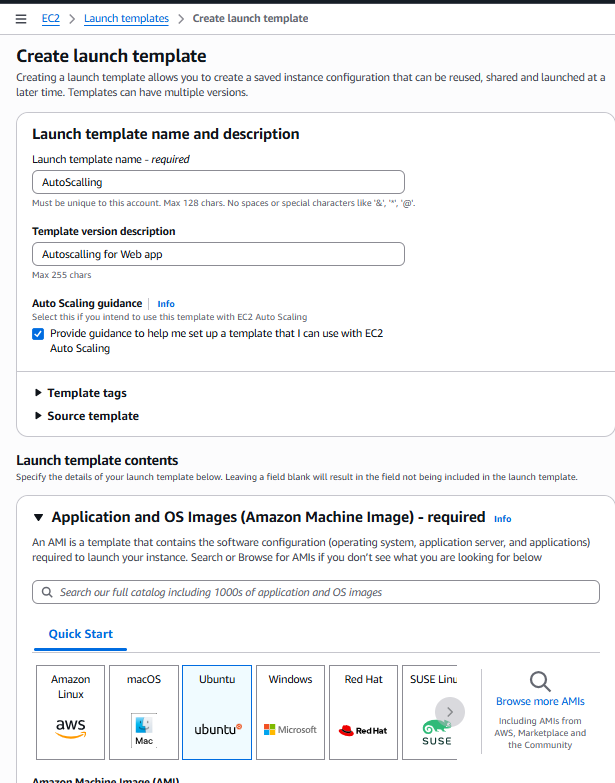 EC2 > Launch templates > Create launch template
Create launch template
Creating a launch template allows you to create a saved instance configuration that can be reused, shared and launched at a
later time. Templates can have multiple versions.
Launch template name and description
Launch template name - required
AutoScalling
Must be unique to this account. Max 128 chars. No spaces or special characters like '&', '*', '@'.
Template version description
Autoscalling for Web app
Max 255 chars
Auto Scaling guidance | Info
Select this if you intend to use this template with EC2 Auto Scaling
Provide guidance to help me set up a template that I can use with EC2
Auto Scaling
Template tags
Source template
Launch template contents
Specify the details of your launch template below. Leaving a field blank will result in the field not being included in the launch template.
Application and OS Images (Amazon Machine Image) - required Info
An AMI is a template that contains the software configuration (operating system, application server, and applications)
required to launch your instance. Search or Browse for AMIs if you don't see what you are looking for below
Search our full catalog including 1000s of application and OS images
Quick Start
Amazon
Linux
aws
macOS
Mac
Ubuntu
ubuntu
Windows
Microsoft
Red Hat
Red Hat
SUSE Linu
SUSE
Browse more AMIs
Including AMIs from
AWS, Marketplace and
the Community
Amazon Machine Image (AMI)